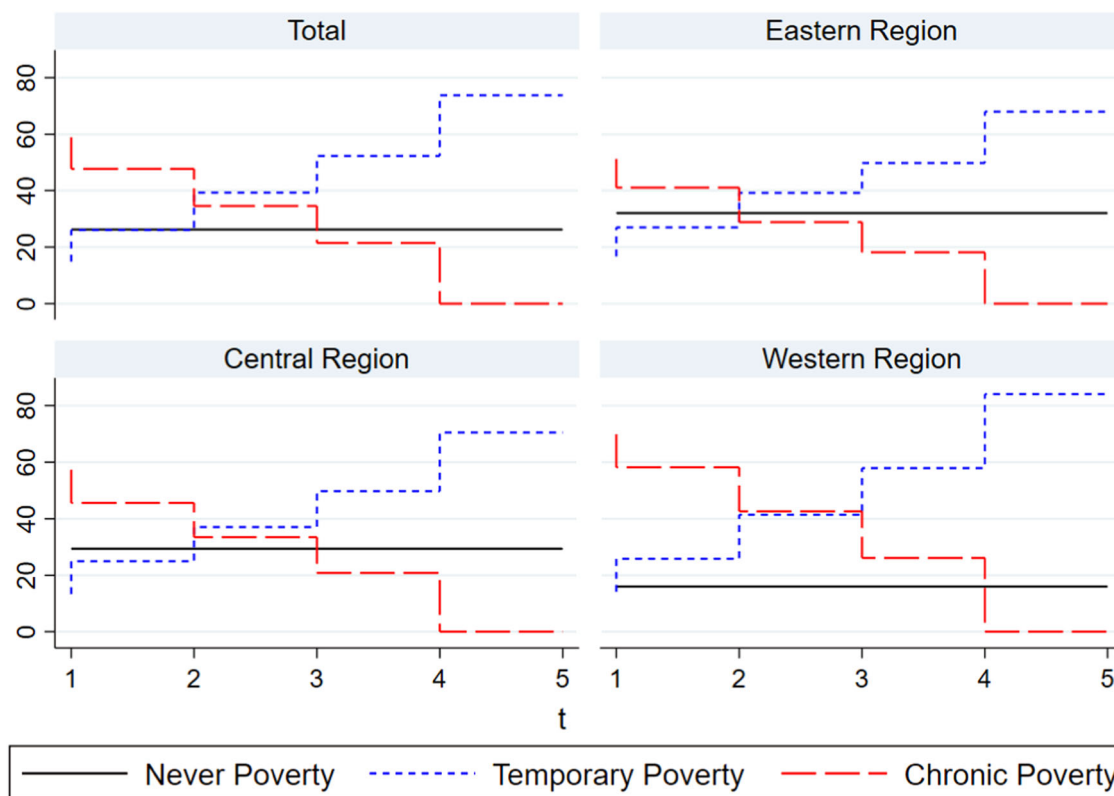 Total
Eastern Region
80
60
40
20
0
Central Region
Western Region
80
60
40
20
0
1 2 3 4 5
1 2 3 4 5
t
Never Poverty Temporary Poverty Chronic Poverty